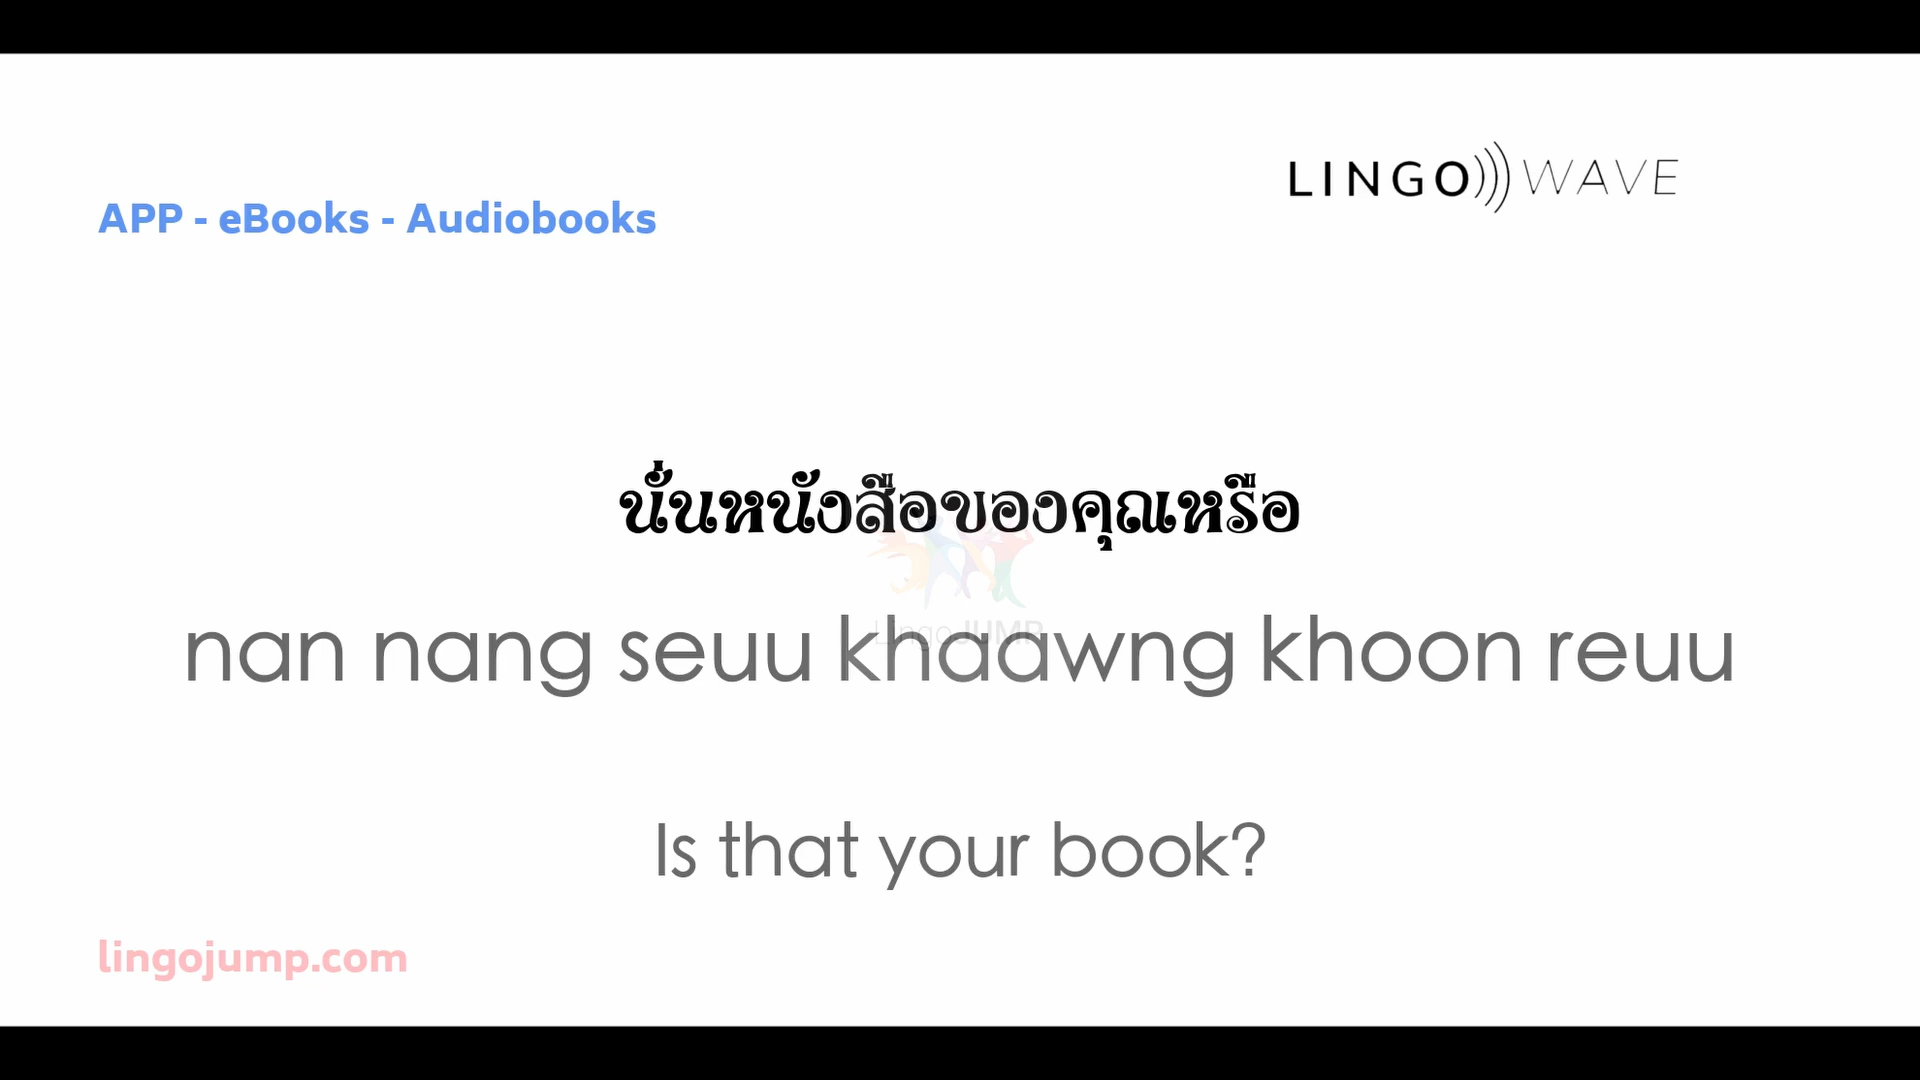 LINGO WAVE
APP - eBooks - Audiobooks
นั่นหนังสือของคุณหรือ
LingoJUMP
nan nang seuu khaawng khoon reuu
Is that your book?
lingojump.com